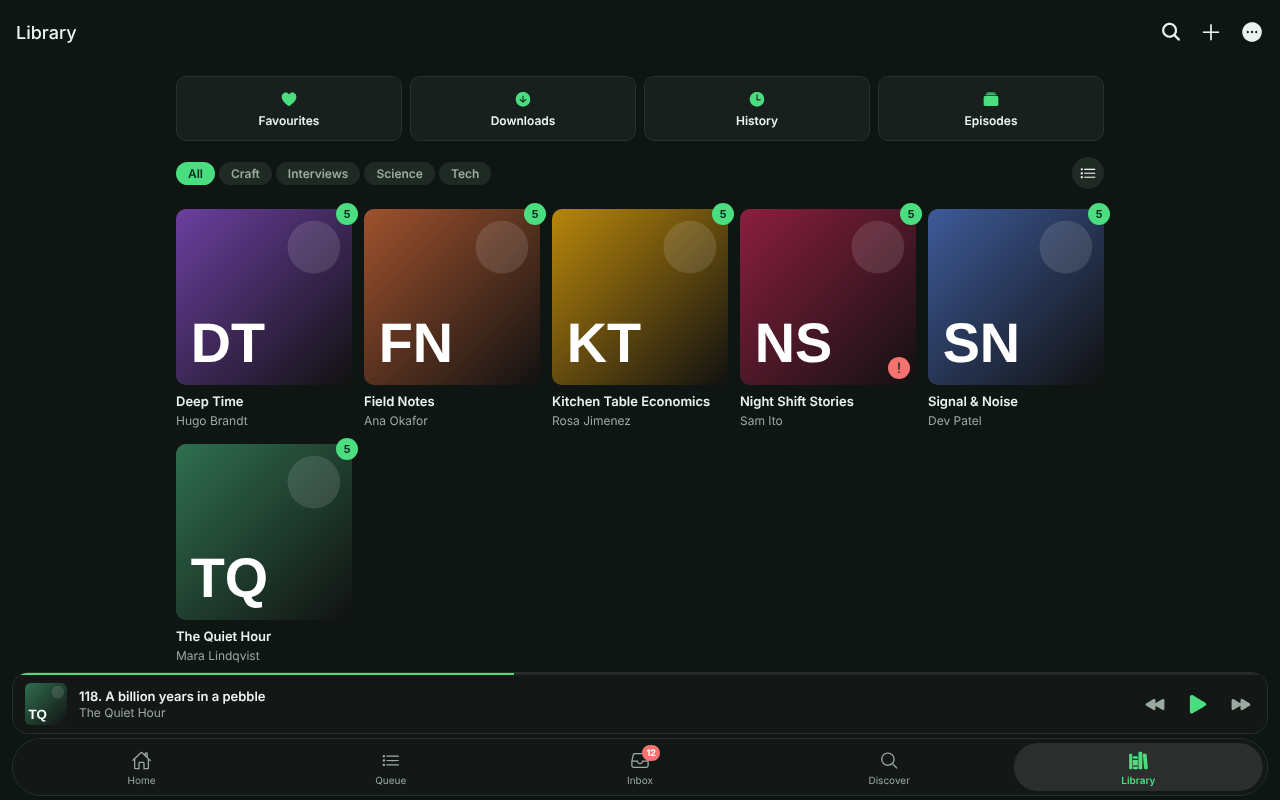 Library
Favourites
Downloads
History
Episodes
All
Craft
Interviews
Science
Tech
5
5
5
5
5
DT
FN
KT
NS
!
SN
Deep Time
Hugo Brandt
Field Notes
Ana Okafor
Kitchen Table Economics
Rosa Jimenez
Night Shift Stories
Sam Ito
Signal & Noise
Dev Patel
5
TQ
The Quiet Hour
Mara Lindqvist
TQ
118. A billion years in a pebble
The Quiet Hour
Home
Queue
12
Inbox
Discover
Library